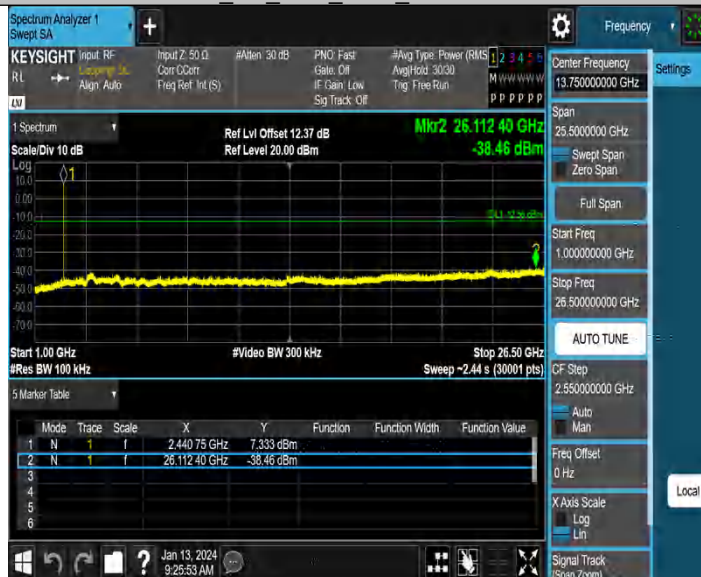 Spectrum Analyzer 1
Swept SA
Frequency
KEYSIGHT
Input: RF
Align: Auto
Input Z: 50 Ω
Corr CCorr
Freq Ref: Int (S)
#Atten: 30 dB
PNO: Fast
Gate: Off
IF Gain: Low
Sig Track: Off
#Avg Type: Power (RMS
Avg|Hold: 30/30
Trig: Free Run
1 2 3 4 5 6
M W W W W W
P P P P P P
RL
LXI
Settings
Center Frequency
13.750000000 GHz
Span
25.5000000 GHz
Swept Span
Zero Span
Full Span
Start Freq
1.000000000 GHz
Stop Freq
26.500000000 GHz
AUTO TUNE
CF Step
2.550000000 GHz
Auto
Man
Freq Offset
0 Hz
X Axis Scale
Log
Lin
Signal Track
(Span Zoom)
Local
1 Spectrum
Scale/Div 10 dB
Ref Lvl Offset 12.37 dB
Ref Level 20.00 dBm
Mkr2 26.112 40 GHz
-38.46 dBm
Log
10.0
0.00
-10.0
-20.0
-30.0
-40.0
-50.0
-60.0
-70.0
1
2
Start 1.00 GHz
#Res BW 100 kHz
#Video BW 300 kHz
Stop 26.50 GHz
Sweep ~2.44 s (30001 pts)
5 Marker Table
Mode Trace Scale X Y Function Function Width Function Value
1 N 1 f 2.440 75 GHz 7.333 dBm
2 N 1 f 26.112 40 GHz -38.46 dBm
3
4
5
6
?
Jan 13, 2024
9:25:53 AM